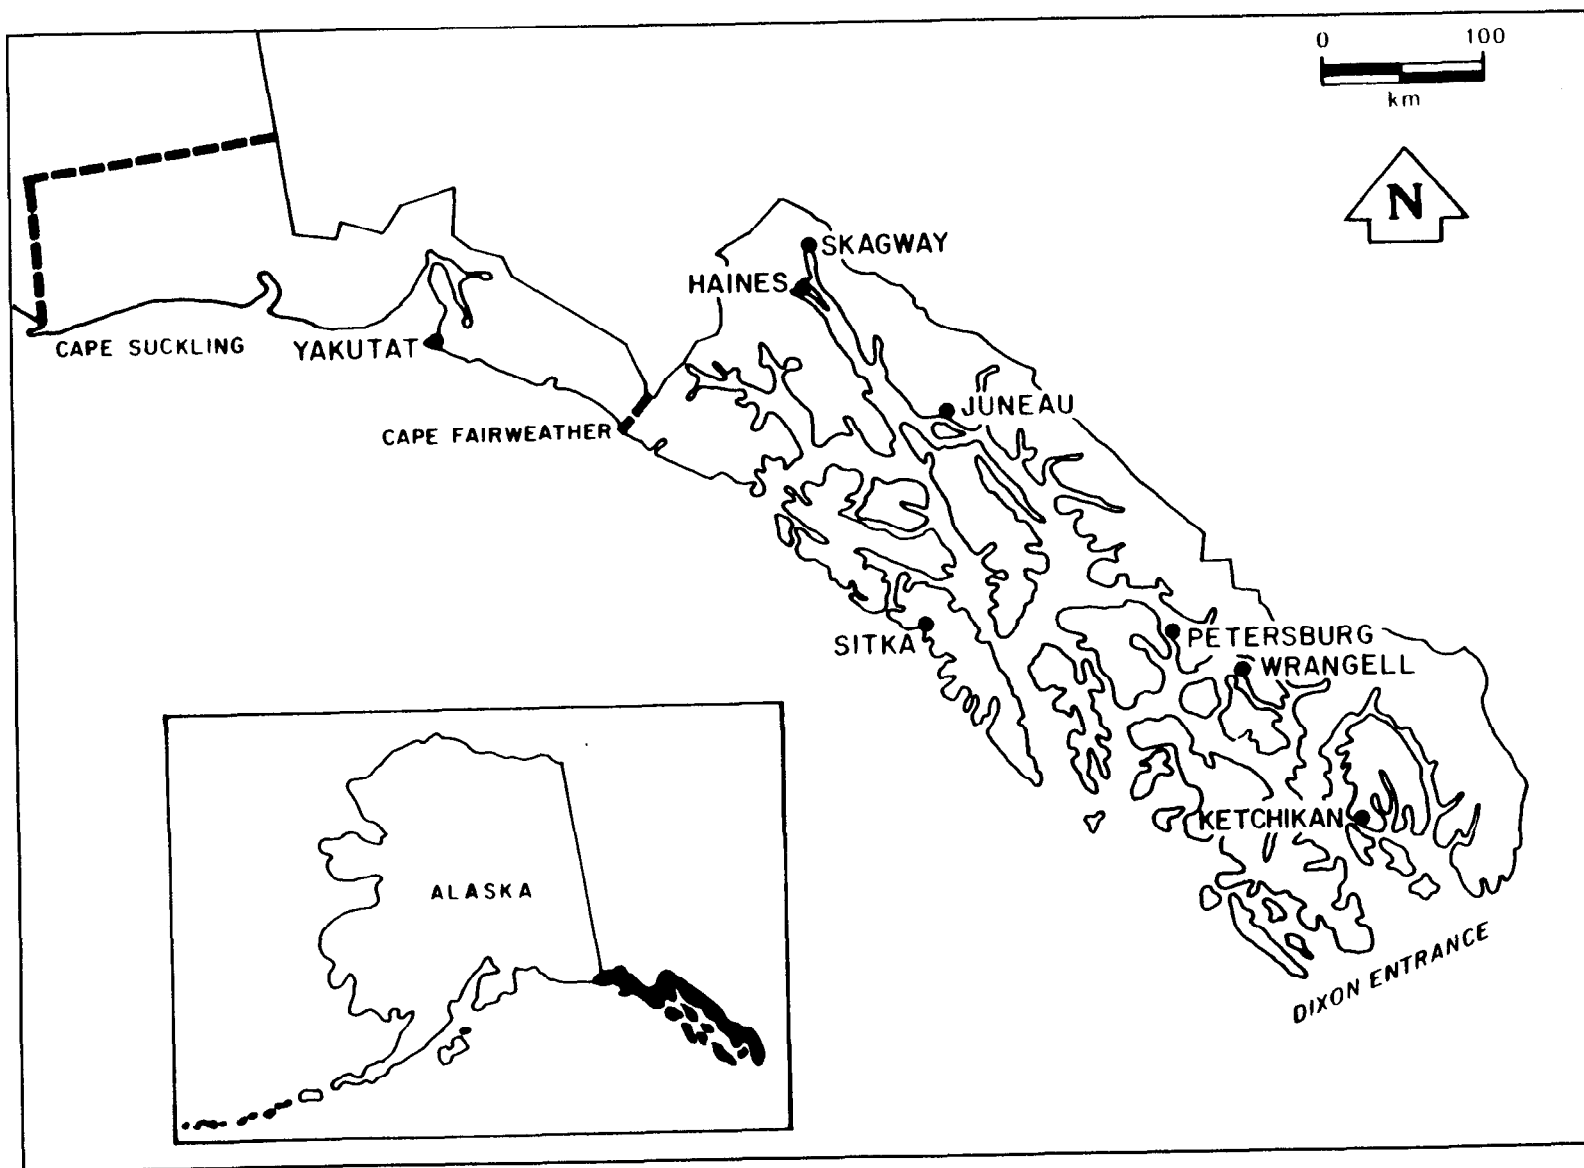 0 100
km
N
SKAGWAY
HAINES
CAPE SUCKLING
YAKUTAT
JUNEAU
CAPE FAIRWEATHER
SITKA
PETERSBURG
WRANGELL
KETCHIKAN
ALASKA
DIXON ENTRANCE